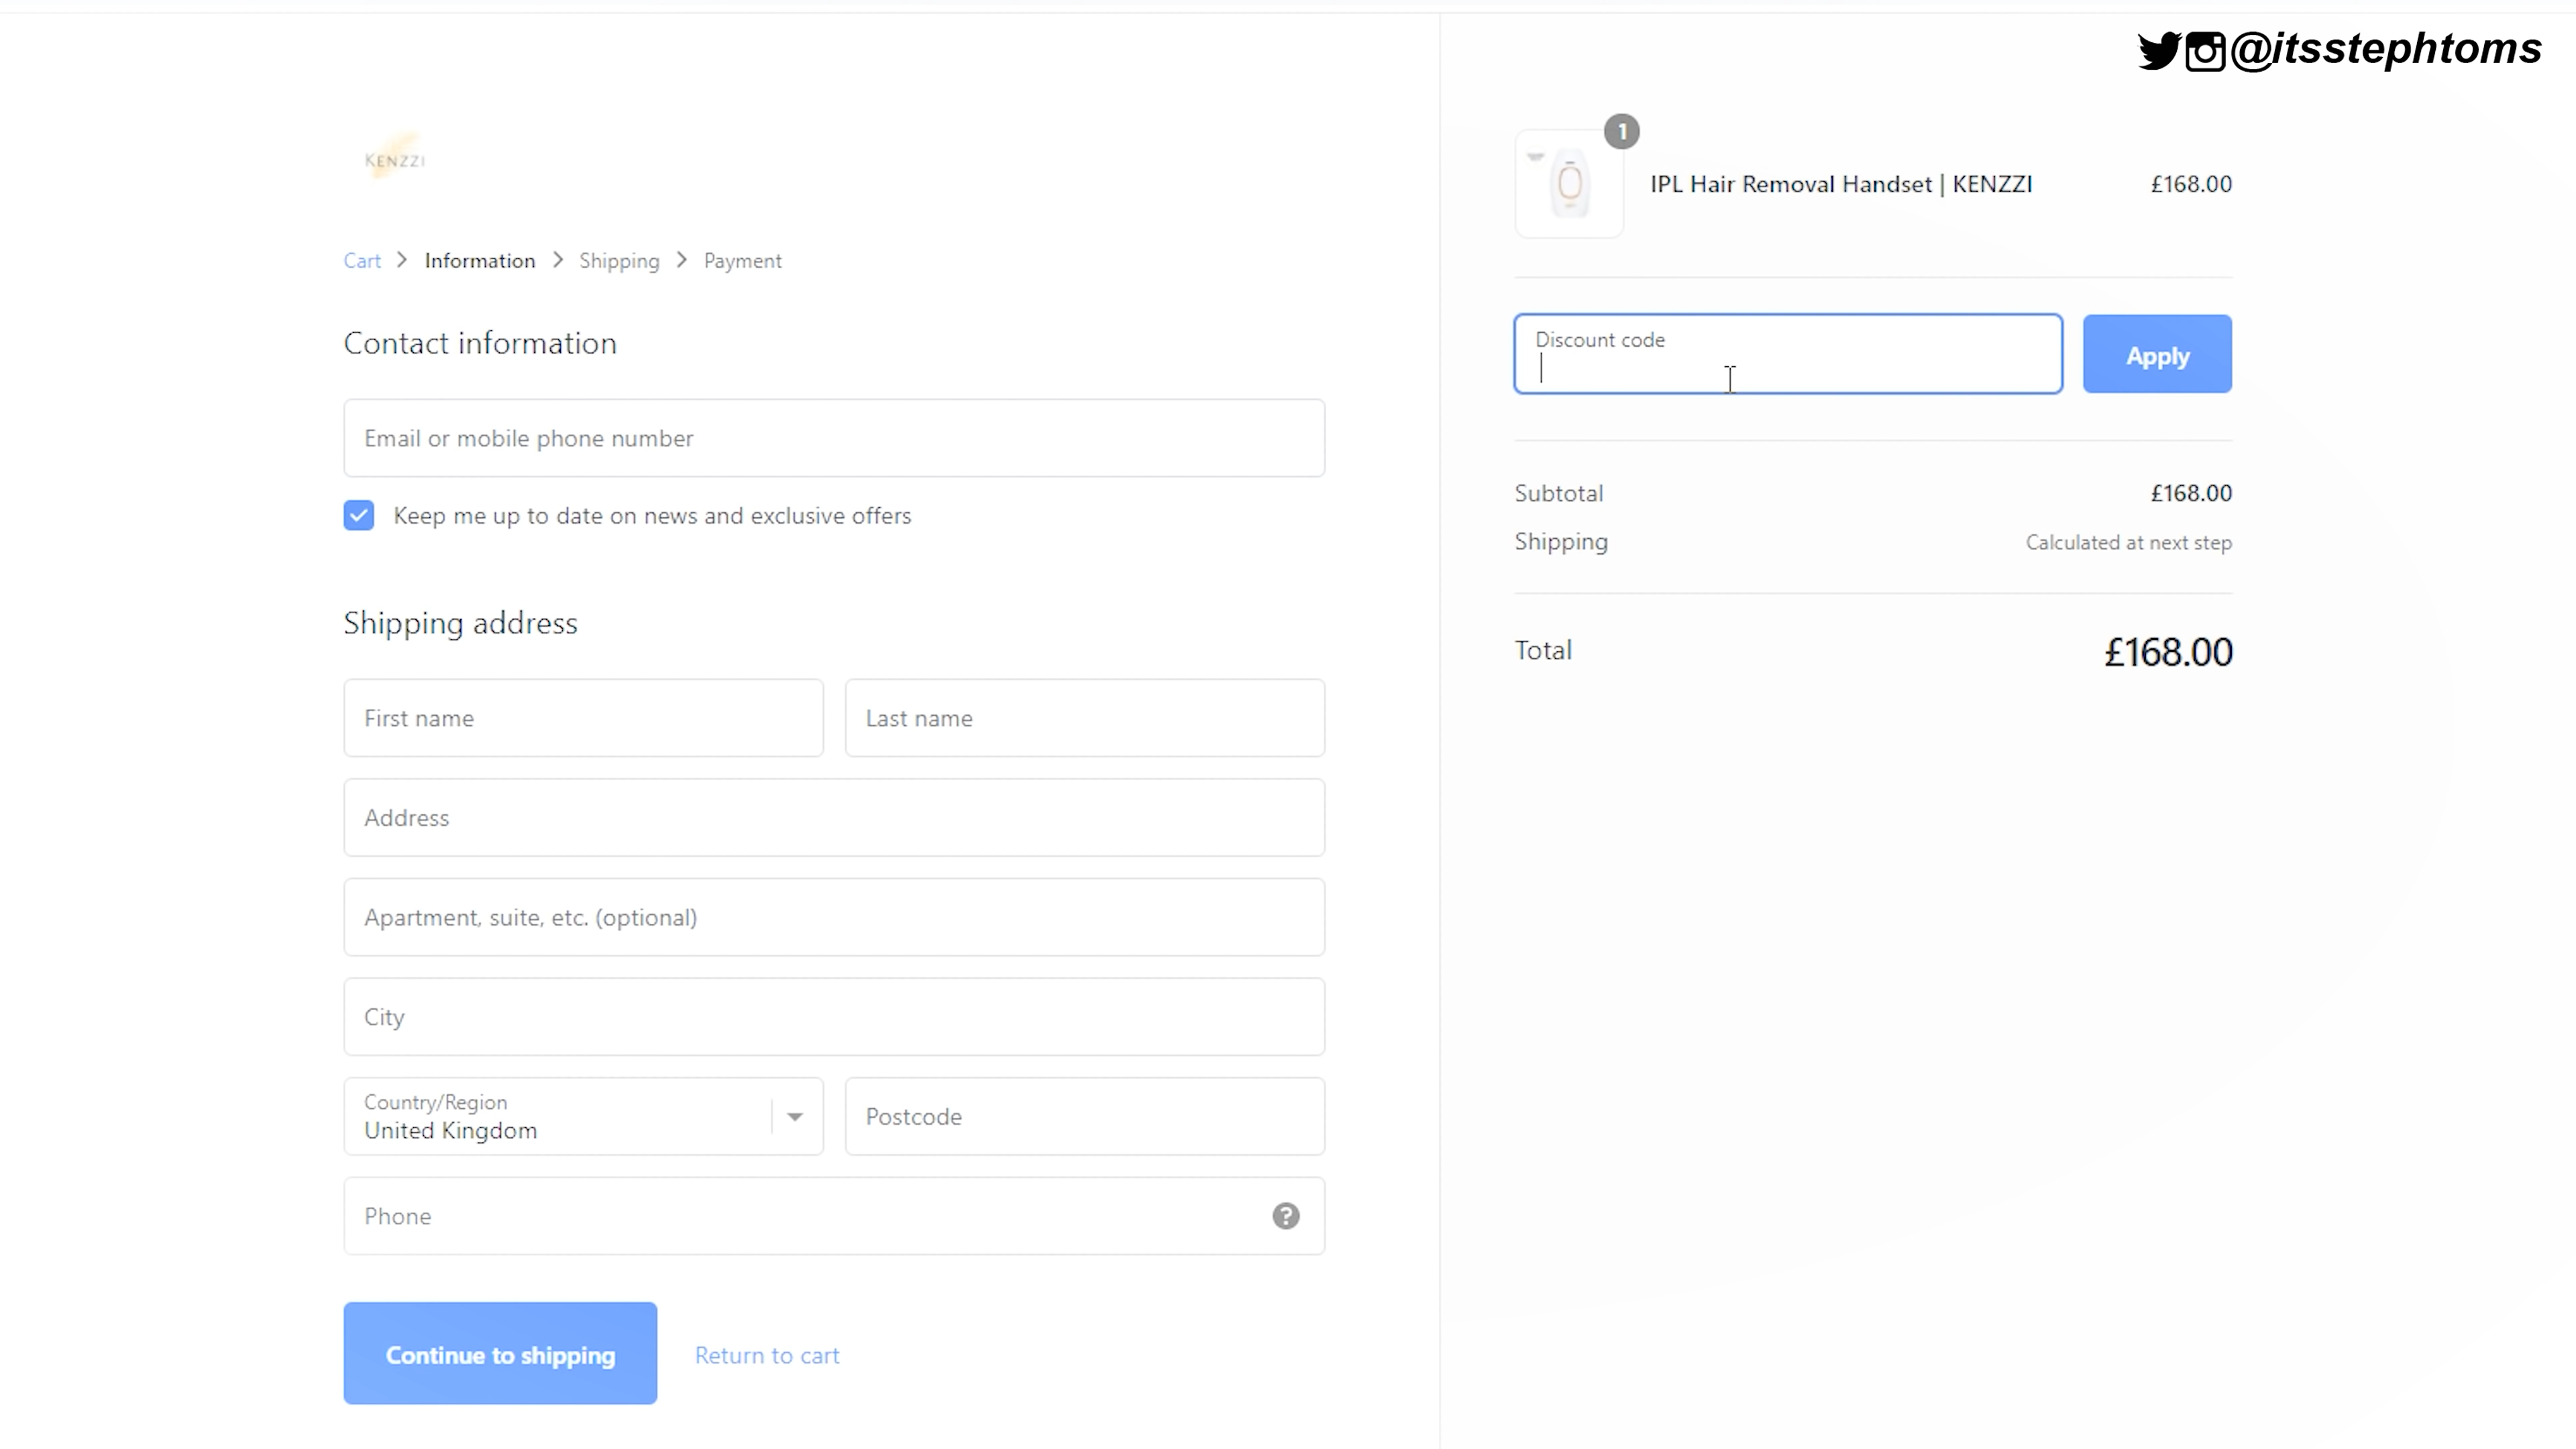 @itsstephtoms
KENZZI
Cart > Information > Shipping > Payment
Contact information
Email or mobile phone number
Keep me up to date on news and exclusive offers
Shipping address
First name
Last name
Address
Apartment, suite, etc. (optional)
City
Country/Region
United Kingdom
Postcode
Phone
?
Continue to shipping
Return to cart
1
IPL Hair Removal Handset | KENZZI
£168.00
Discount code
Apply
Subtotal
£168.00
Shipping
Calculated at next step
Total
£168.00